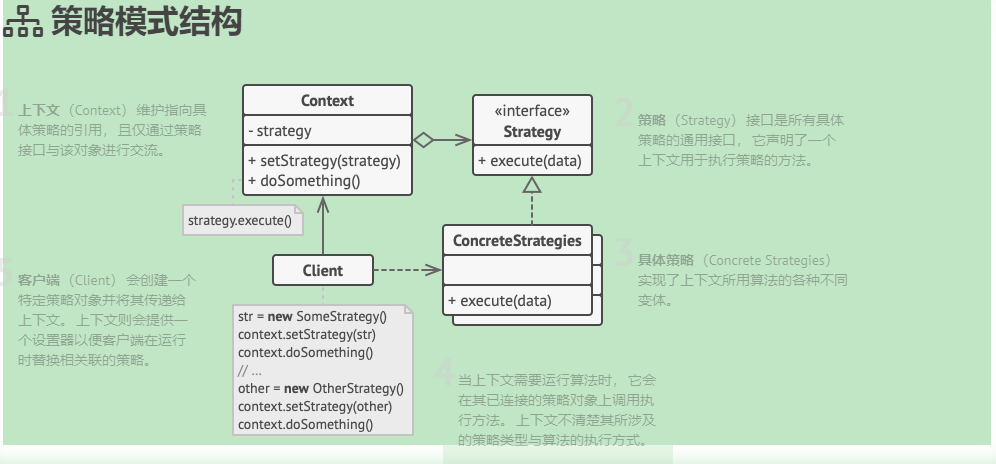 策略模式结构
1
上下文（Context） 维护指向具
体策略的引用， 且仅通过策略
接口与该对象进行交流。
Context
- strategy
+ setStrategy(strategy)
+ doSomething()
strategy.execute()
«interface»
Strategy
+ execute(data)
2
策略 （Strategy） 接口是所有具体
策略的通用接口， 它声明了一个
上下文用于执行策略的方法。
ConcreteStrategies
+ execute(data)
3
具体策略 （Concrete Strategies）
实现了上下文所用算法的各种不同
变体。
Client
5
客户端 （Client） 会创建一个
特定策略对象并将其传递给
上下文。 上下文则会提供一
个设置器以便客户端在运行
时替换相关联的策略。
str = new SomeStrategy()
context.setStrategy(str)
context.doSomething()
// ...
other = new OtherStrategy()
context.setStrategy(other)
context.doSomething()
4
当上下文需要运行算法时， 它会
在其已连接的策略对象上调用执
行方法。 上下文不清楚其所涉及
的策略类型与算法的执行方式。